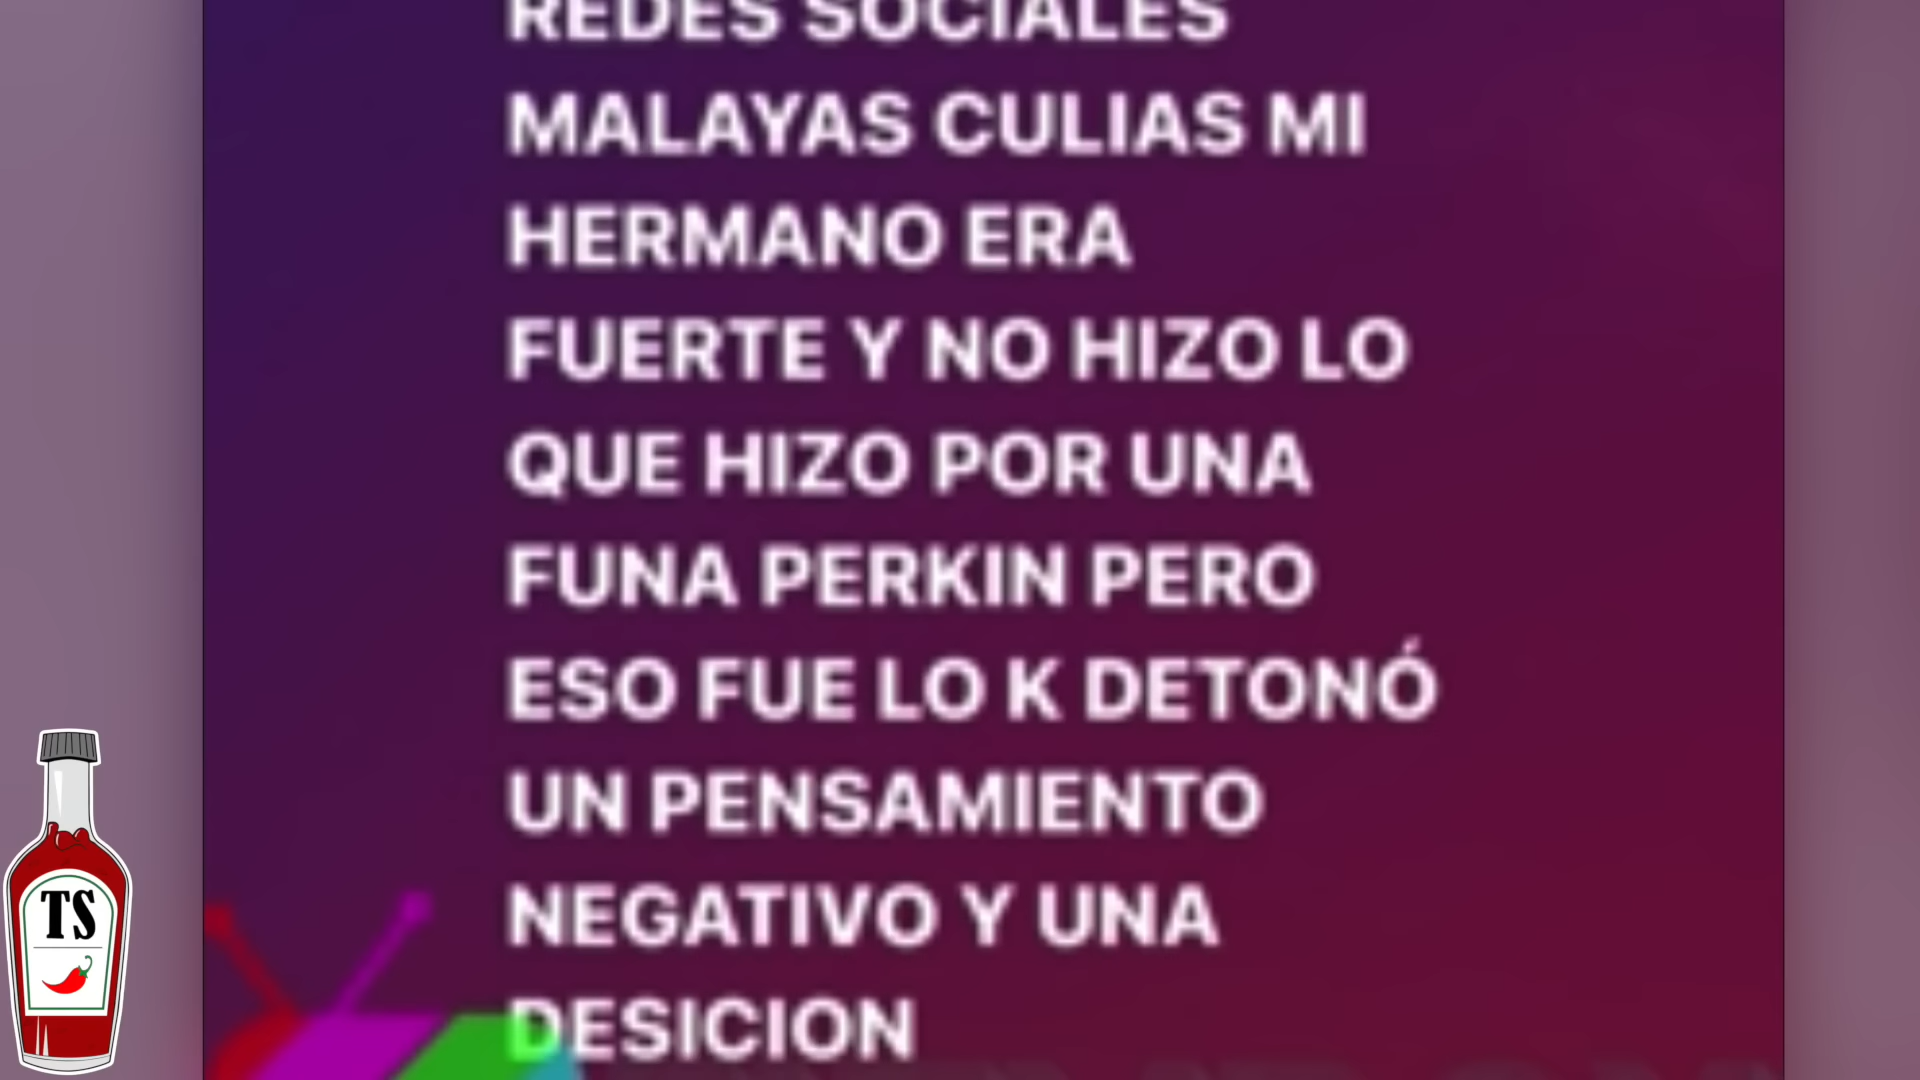 REDES SOCIALES
MALAYAS CULIAS MI
HERMANO ERA
FUERTE Y NO HIZO LO
QUE HIZO POR UNA
FUNA PERKIN PERO
ESO FUE LO K DETONÓ
UN PENSAMIENTO
NEGATIVO Y UNA
DESICION
TS